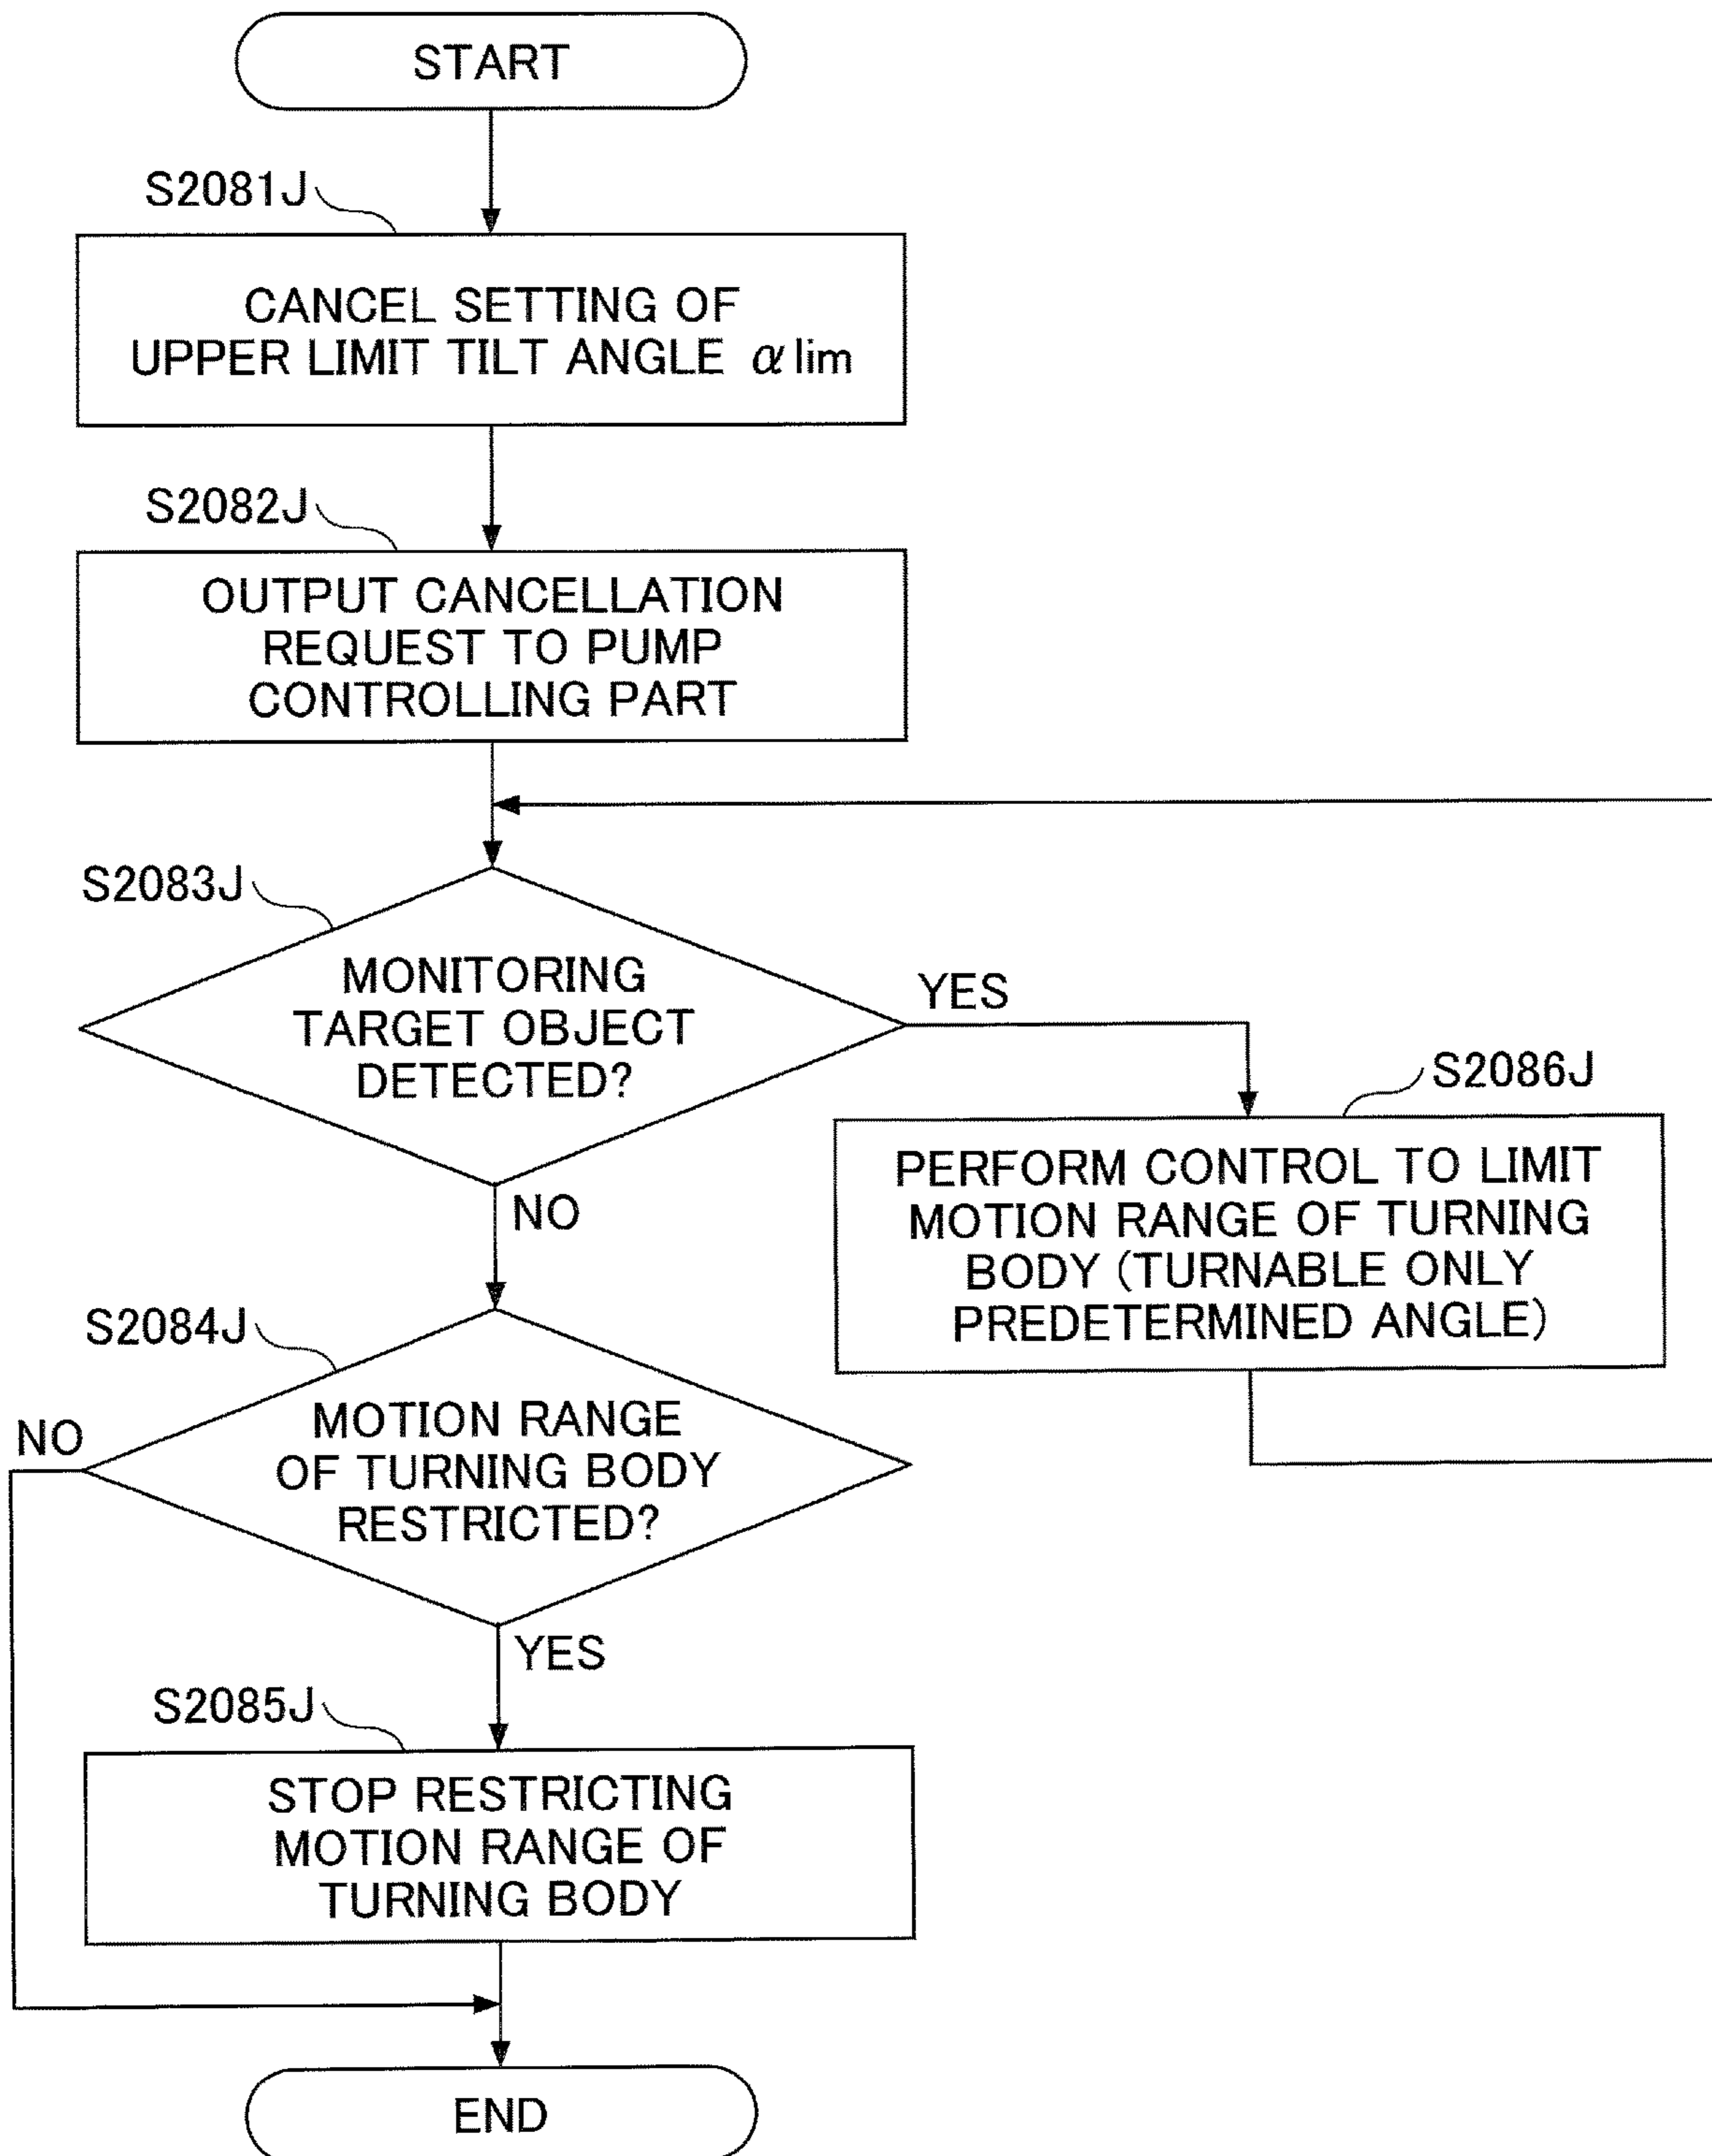 START
S2081J
CANCEL SETTING OF
UPPER LIMIT TILT ANGLE α lim
S2082J
OUTPUT CANCELLATION
REQUEST TO PUMP
CONTROLLING PART
S2083J
MONITORING
TARGET OBJECT
DETECTED?
YES
NO
S2086J
PERFORM CONTROL TO LIMIT
MOTION RANGE OF TURNING
BODY (TURNABLE ONLY
PREDETERMINED ANGLE)
S2084J
MOTION RANGE
OF TURNING BODY
RESTRICTED?
NO
YES
S2085J
STOP RESTRICTING
MOTION RANGE OF
TURNING BODY
END